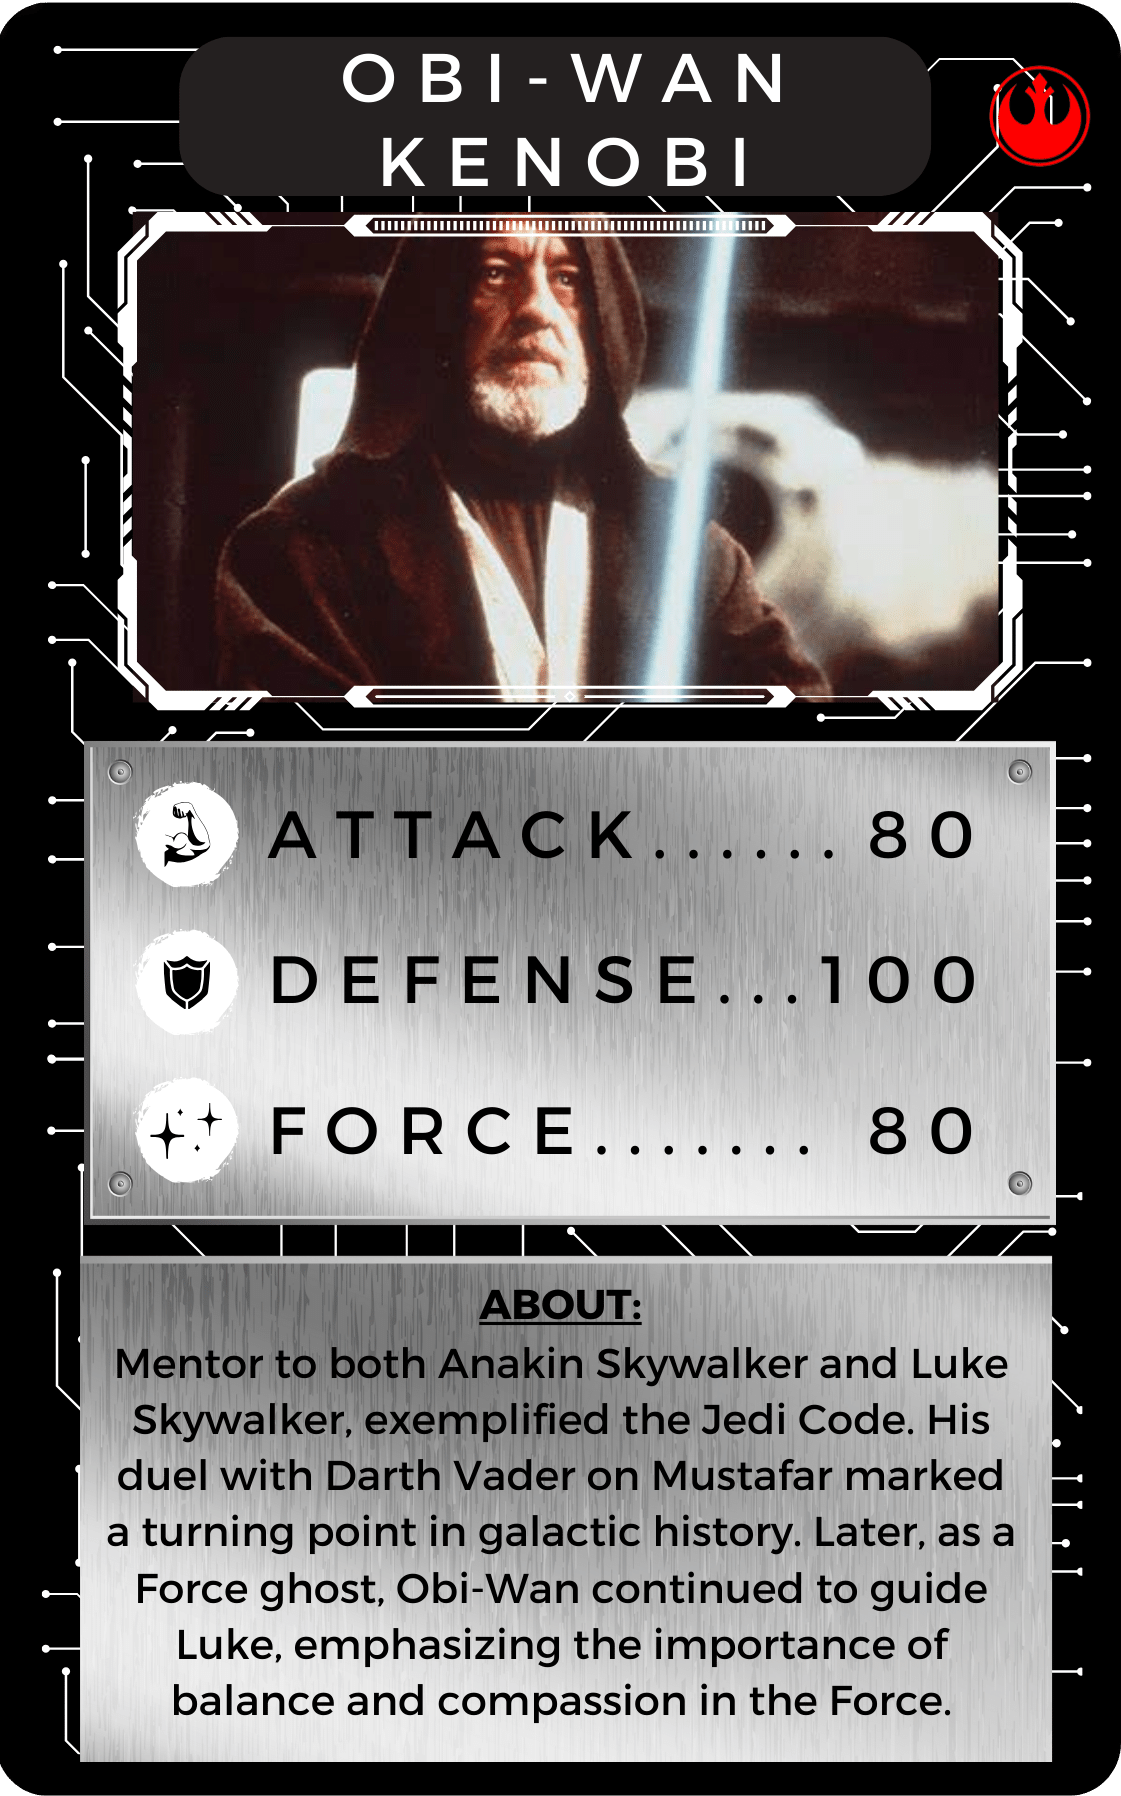 OBI-WAN
KENOBI
ATTACK...... 80
DEFENSE...100
FORCE....... 80
ABOUT:
Mentor to both Anakin Skywalker and Luke
Skywalker, exemplified the Jedi Code. His
duel with Darth Vader on Mustafar marked
a turning point in galactic history. Later, as a
Force ghost, Obi-Wan continued to guide
Luke, emphasizing the importance of
balance and compassion in the Force.